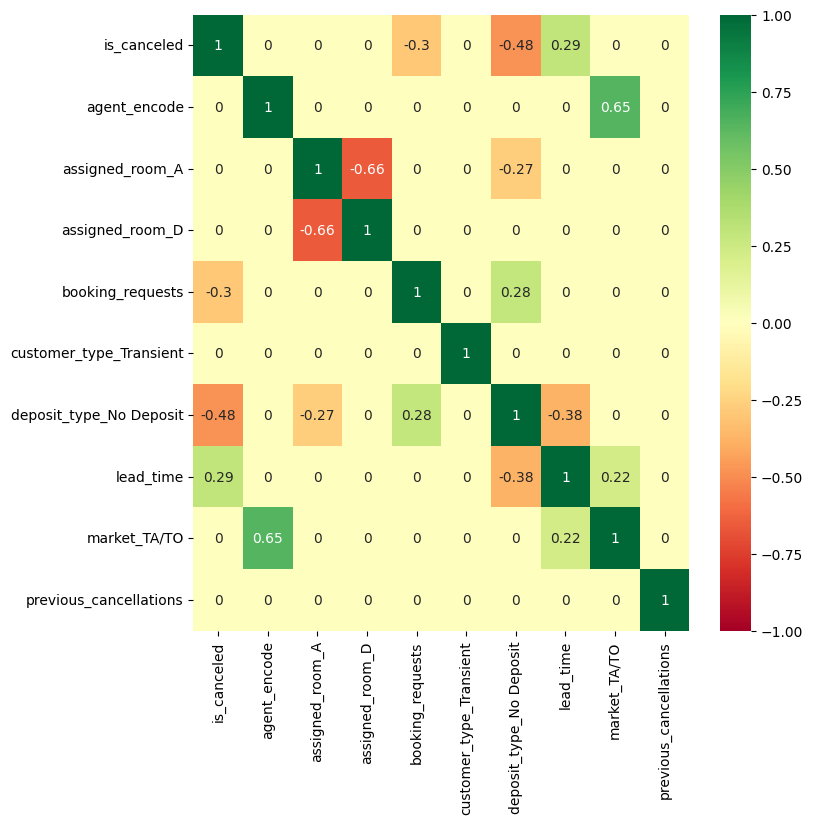 is_canceled 1 0 0 0 -0.3 0 -0.48 0.29 0 0
agent_encode 0 1 0 0 0 0 0 0 0.65 0
assigned_room_A 0 0 1 -0.66 0 0 -0.27 0 0 0
assigned_room_D 0 0 -0.66 1 0 0 0 0 0 0
booking_requests -0.3 0 0 0 1 0 0.28 0 0 0
customer_type_Transient 0 0 0 0 0 1 0 0 0 0
deposit_type_No Deposit -0.48 0 -0.27 0 0.28 0 1 -0.38 0 0
lead_time 0.29 0 0 0 0 0 -0.38 1 0.22 0
market_TA/TO 0 0.65 0 0 0 0 0 0.22 1 0
previous_cancellations 0 0 0 0 0 0 0 0 0 1
is_canceled
agent_encode
assigned_room_A
assigned_room_D
booking_requests
customer_type_Transient
deposit_type_No Deposit
lead_time
market_TA/TO
previous_cancellations
1.00
0.75
0.50
0.25
0.00
−0.25
−0.50
−0.75
−1.00